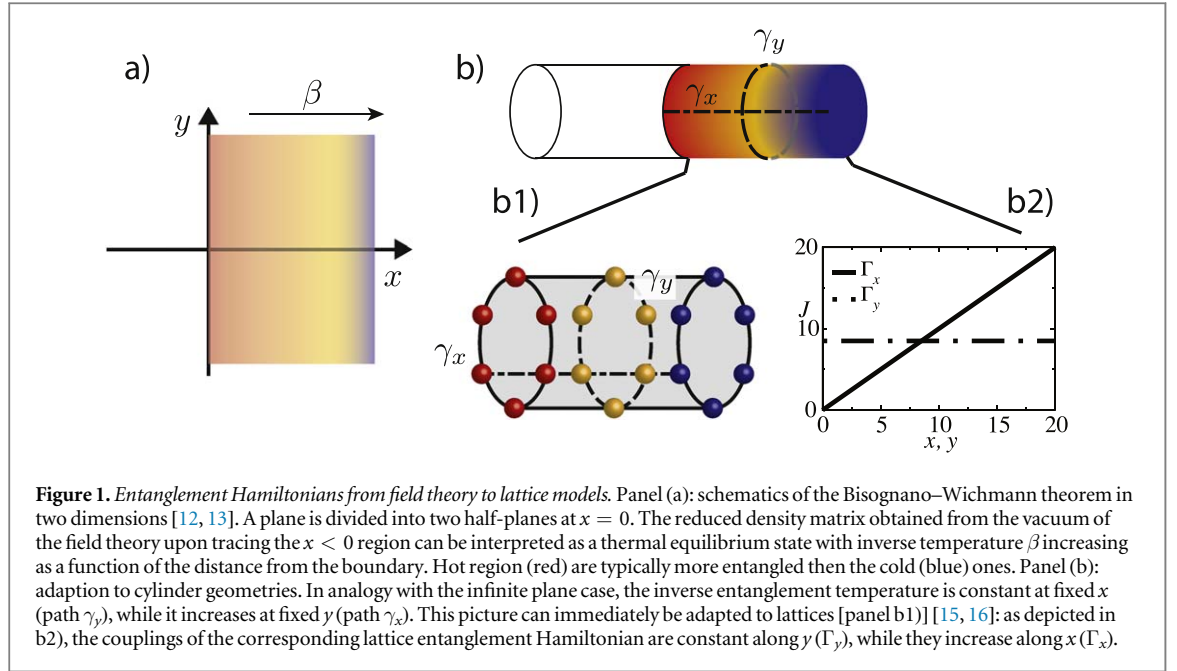 a)
β
y
x
b)
γy
γx
b1)
b2)
γy
γx
20
Γx
Γy
J
10
0
0 5 10 15 20
x, y
Figure 1. Entanglement Hamiltonians from field theory to lattice models. Panel (a): schematics of the Bisognano–Wichmann theorem in
two dimensions [12, 13]. A plane is divided into two half-planes at x = 0. The reduced density matrix obtained from the vacuum of
the field theory upon tracing the x < 0 region can be interpreted as a thermal equilibrium state with inverse temperature β increasing
as a function of the distance from the boundary. Hot region (red) are typically more entangled then the cold (blue) ones. Panel (b):
adaption to cylinder geometries. In analogy with the infinite plane case, the inverse entanglement temperature is constant at fixed x
(path γy), while it increases at fixed y (path γx). This picture can immediately be adapted to lattices [panel b1)] [15, 16]: as depicted in
b2), the couplings of the corresponding lattice entanglement Hamiltonian are constant along y (Γy), while they increase along x (Γx).